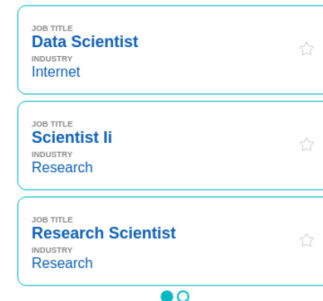 JOB TITLE
Data Scientist
INDUSTRY
Internet
JOB TITLE
Scientist Ii
INDUSTRY
Research
JOB TITLE
Research Scientist
INDUSTRY
Research